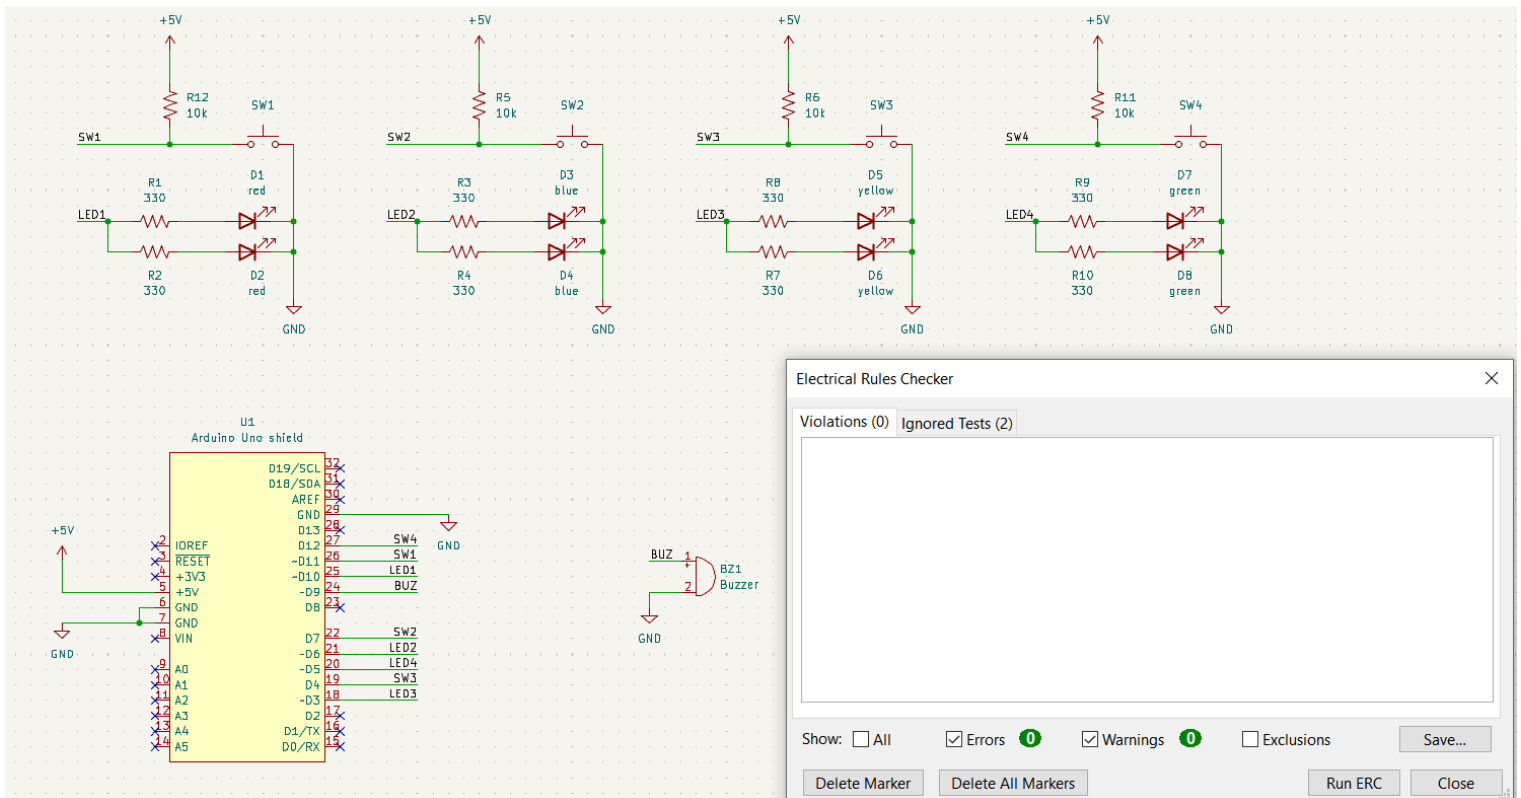 +5V +5V +5V +5V
R12 SW1 R5 SW2 R6 SW3 R11 SW4
10k 10k 10k 10k
SW1 SW2 SW3 SW4
R1 D1 R3 D3 R8 D5 R9 D7
330 red 330 blue 330 yellow 330 green
LED1 LED2 LED3 LED4
R2 D2 R4 D4 R7 D6 R10 D8
330 red 330 blue 330 yellow 330 green
GND GND GND GND
Electrical Rules Checker
Violations (0) Ignored Tests (2)
U1
Arduino Uno shield
D19/SCL 32
D18/SDA 31
AREF 30
GND 29
D13 28
+5V
2 IOREF D12 27 SW4 GND
3 RESET ~D11 26 SW1 BUZ 1
4 +3V3 ~D10 25 LED1 + BZ1
5 +5V ~D9 24 BUZ 2 Buzzer
6 GND D8 23
7 GND
8 VIN D7 22 SW2 GND
GND ~D6 21 LED2
9 A0 ~D5 20 LED4
10 A1 D4 19 SW3
11 A2 ~D3 18 LED3
12 A3 D2 17
13 A4 D1/TX 16
14 A5 D0/RX 15
Show: All Errors 0 Warnings 0 Exclusions Save...
Delete Marker Delete All Markers Run ERC Close